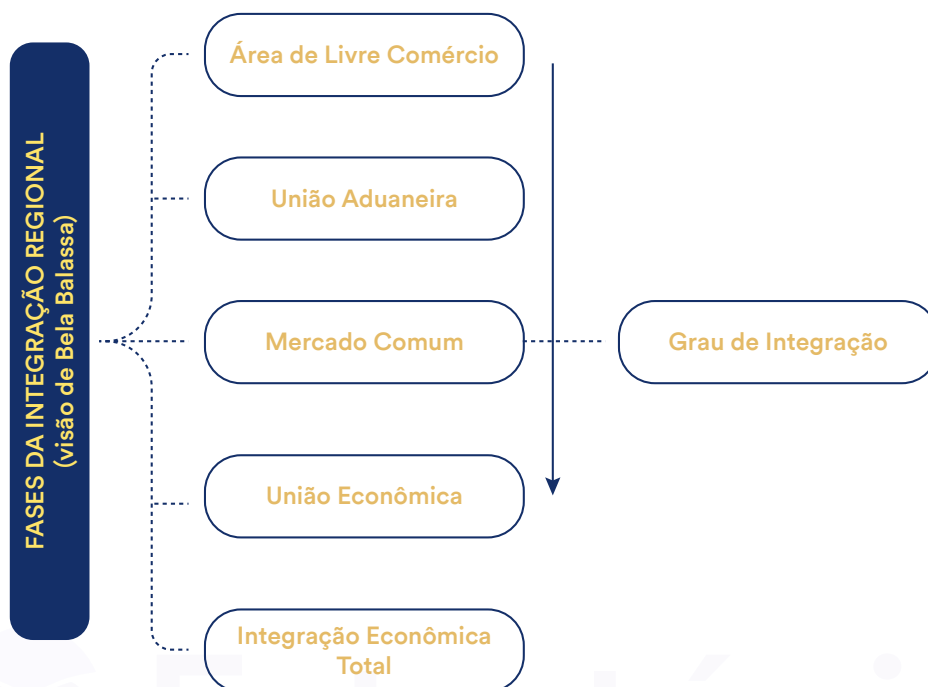 FASES DA INTEGRAÇÃO REGIONAL
(visão de Bela Balassa)
Área de Livre Comércio
União Aduaneira
Mercado Comum
Grau de Integração
União Econômica
Integração Econômica
Total